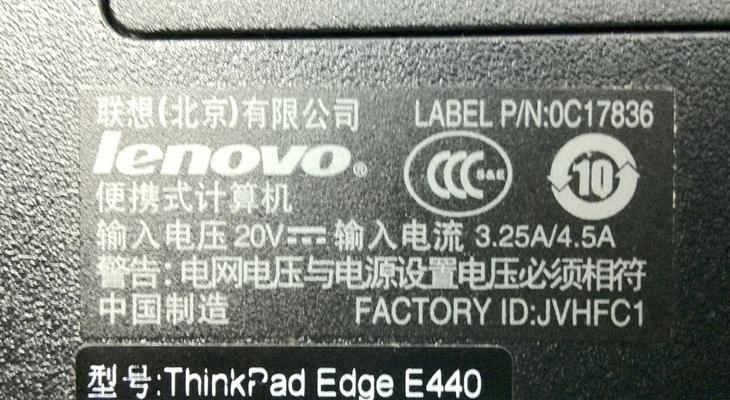 联想(北京)有限公司 LABEL P/N:0C17836
lenovo® CCC S&E 10
便携式计算机
输入电压 20V⎓ 输入电流 3.25A/4.5A
警告:电网电压与电源设置电压必须相符
中国制造 FACTORY ID:JVHFC1
型号:ThinkPad Edge E440